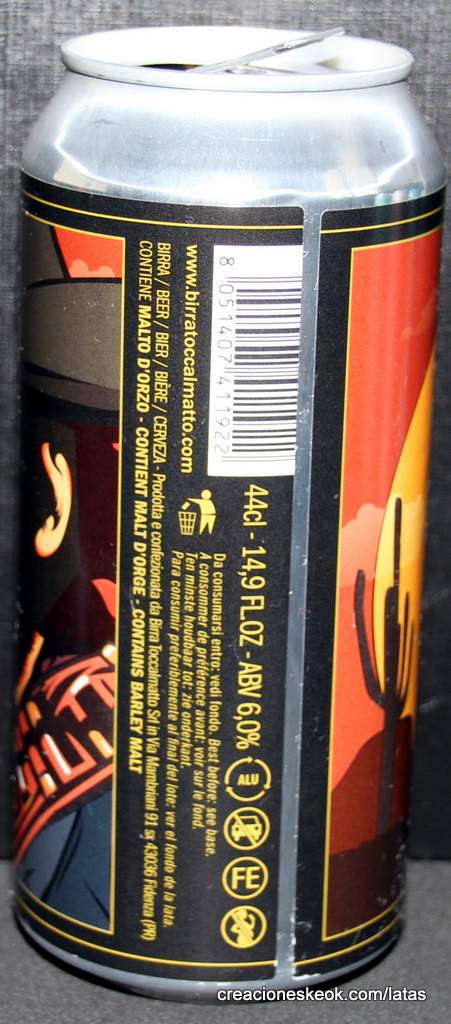 8 051407 411922
www.birratoccalmatto.com
BIRRA / BEER / BIER / BIÈRE / CERVEZA - Prodotta e confezionata da Birra Toccalmatto Srl in Via Mambriani 91 sx 43036 Fidenza (PR)
CONTIENE MALTO D'ORZO - CONTIENT MALT D'ORGE - CONTAINS BARLEY MALT
44cl - 14,9 FL.OZ - ABV 6,0%
ALU
FE
Da consumarsi entro: vedi fondo. Best before: see base.
À consommer de préférence avant: voir sur le fond.
Ten minste houdbaar tot: zie onderkant.
Para consumir preferiblemente al final del lote: ver el fondo de la lata.
creacioneskeok.com/latas